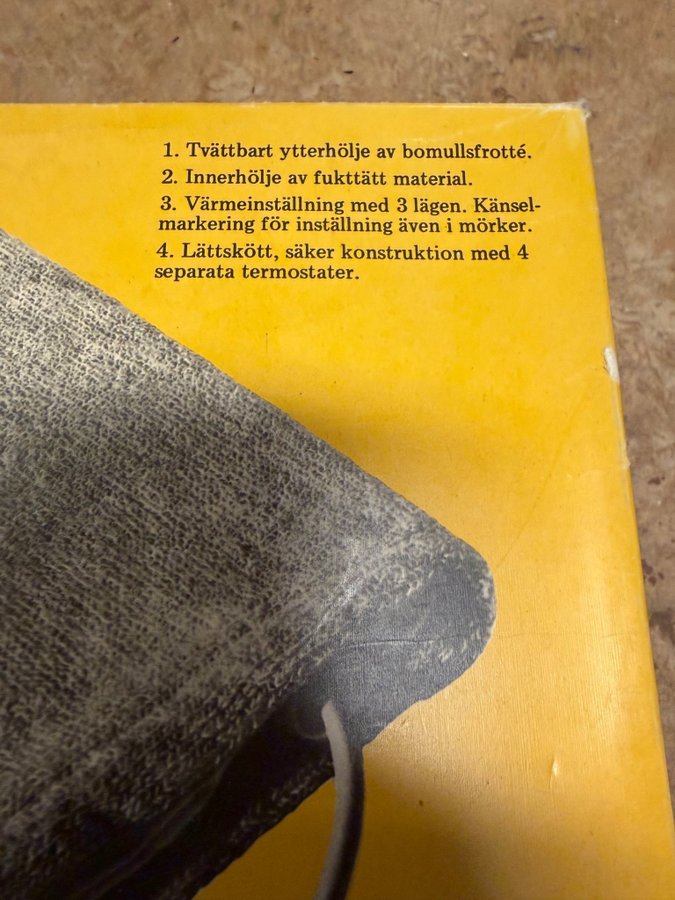 1. Tvättbart ytterhölje av bomullsfrotté.
2. Innerhölje av fukttätt material.
3. Värmeinställning med 3 lägen. Känsel-
markering för inställning även i mörker.
4. Lättskött, säker konstruktion med 4
separata termostater.